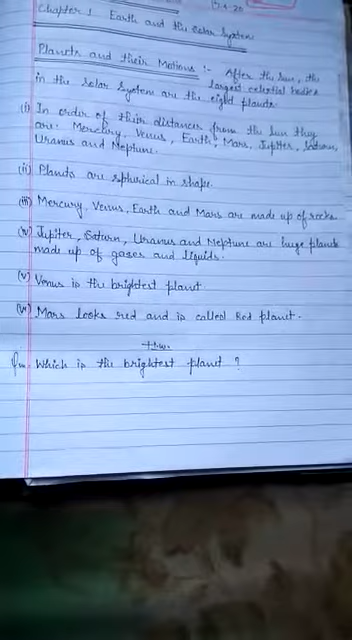 Chapter 1 Earth and the Solar System
Planets and their Motions :- After the Sun, the
largest celestial bodies
in the solar system are the eight planets
(i) In order of their distances from the Sun they
are: Mercury, Venus, Earth, Mars, Jupiter, Saturn,
Uranus and Neptune.
(ii) Planets are spherical in shape.
(iii) Mercury, Venus, Earth and Mars are made up of rocks
(iv) Jupiter, Saturn, Uranus and Neptune are huge planets
made up of gases and liquids.
(v) Venus is the brightest planet
(vi) Mars looks red and is called Red planet.
H.w.
Which is the brightest planet ?